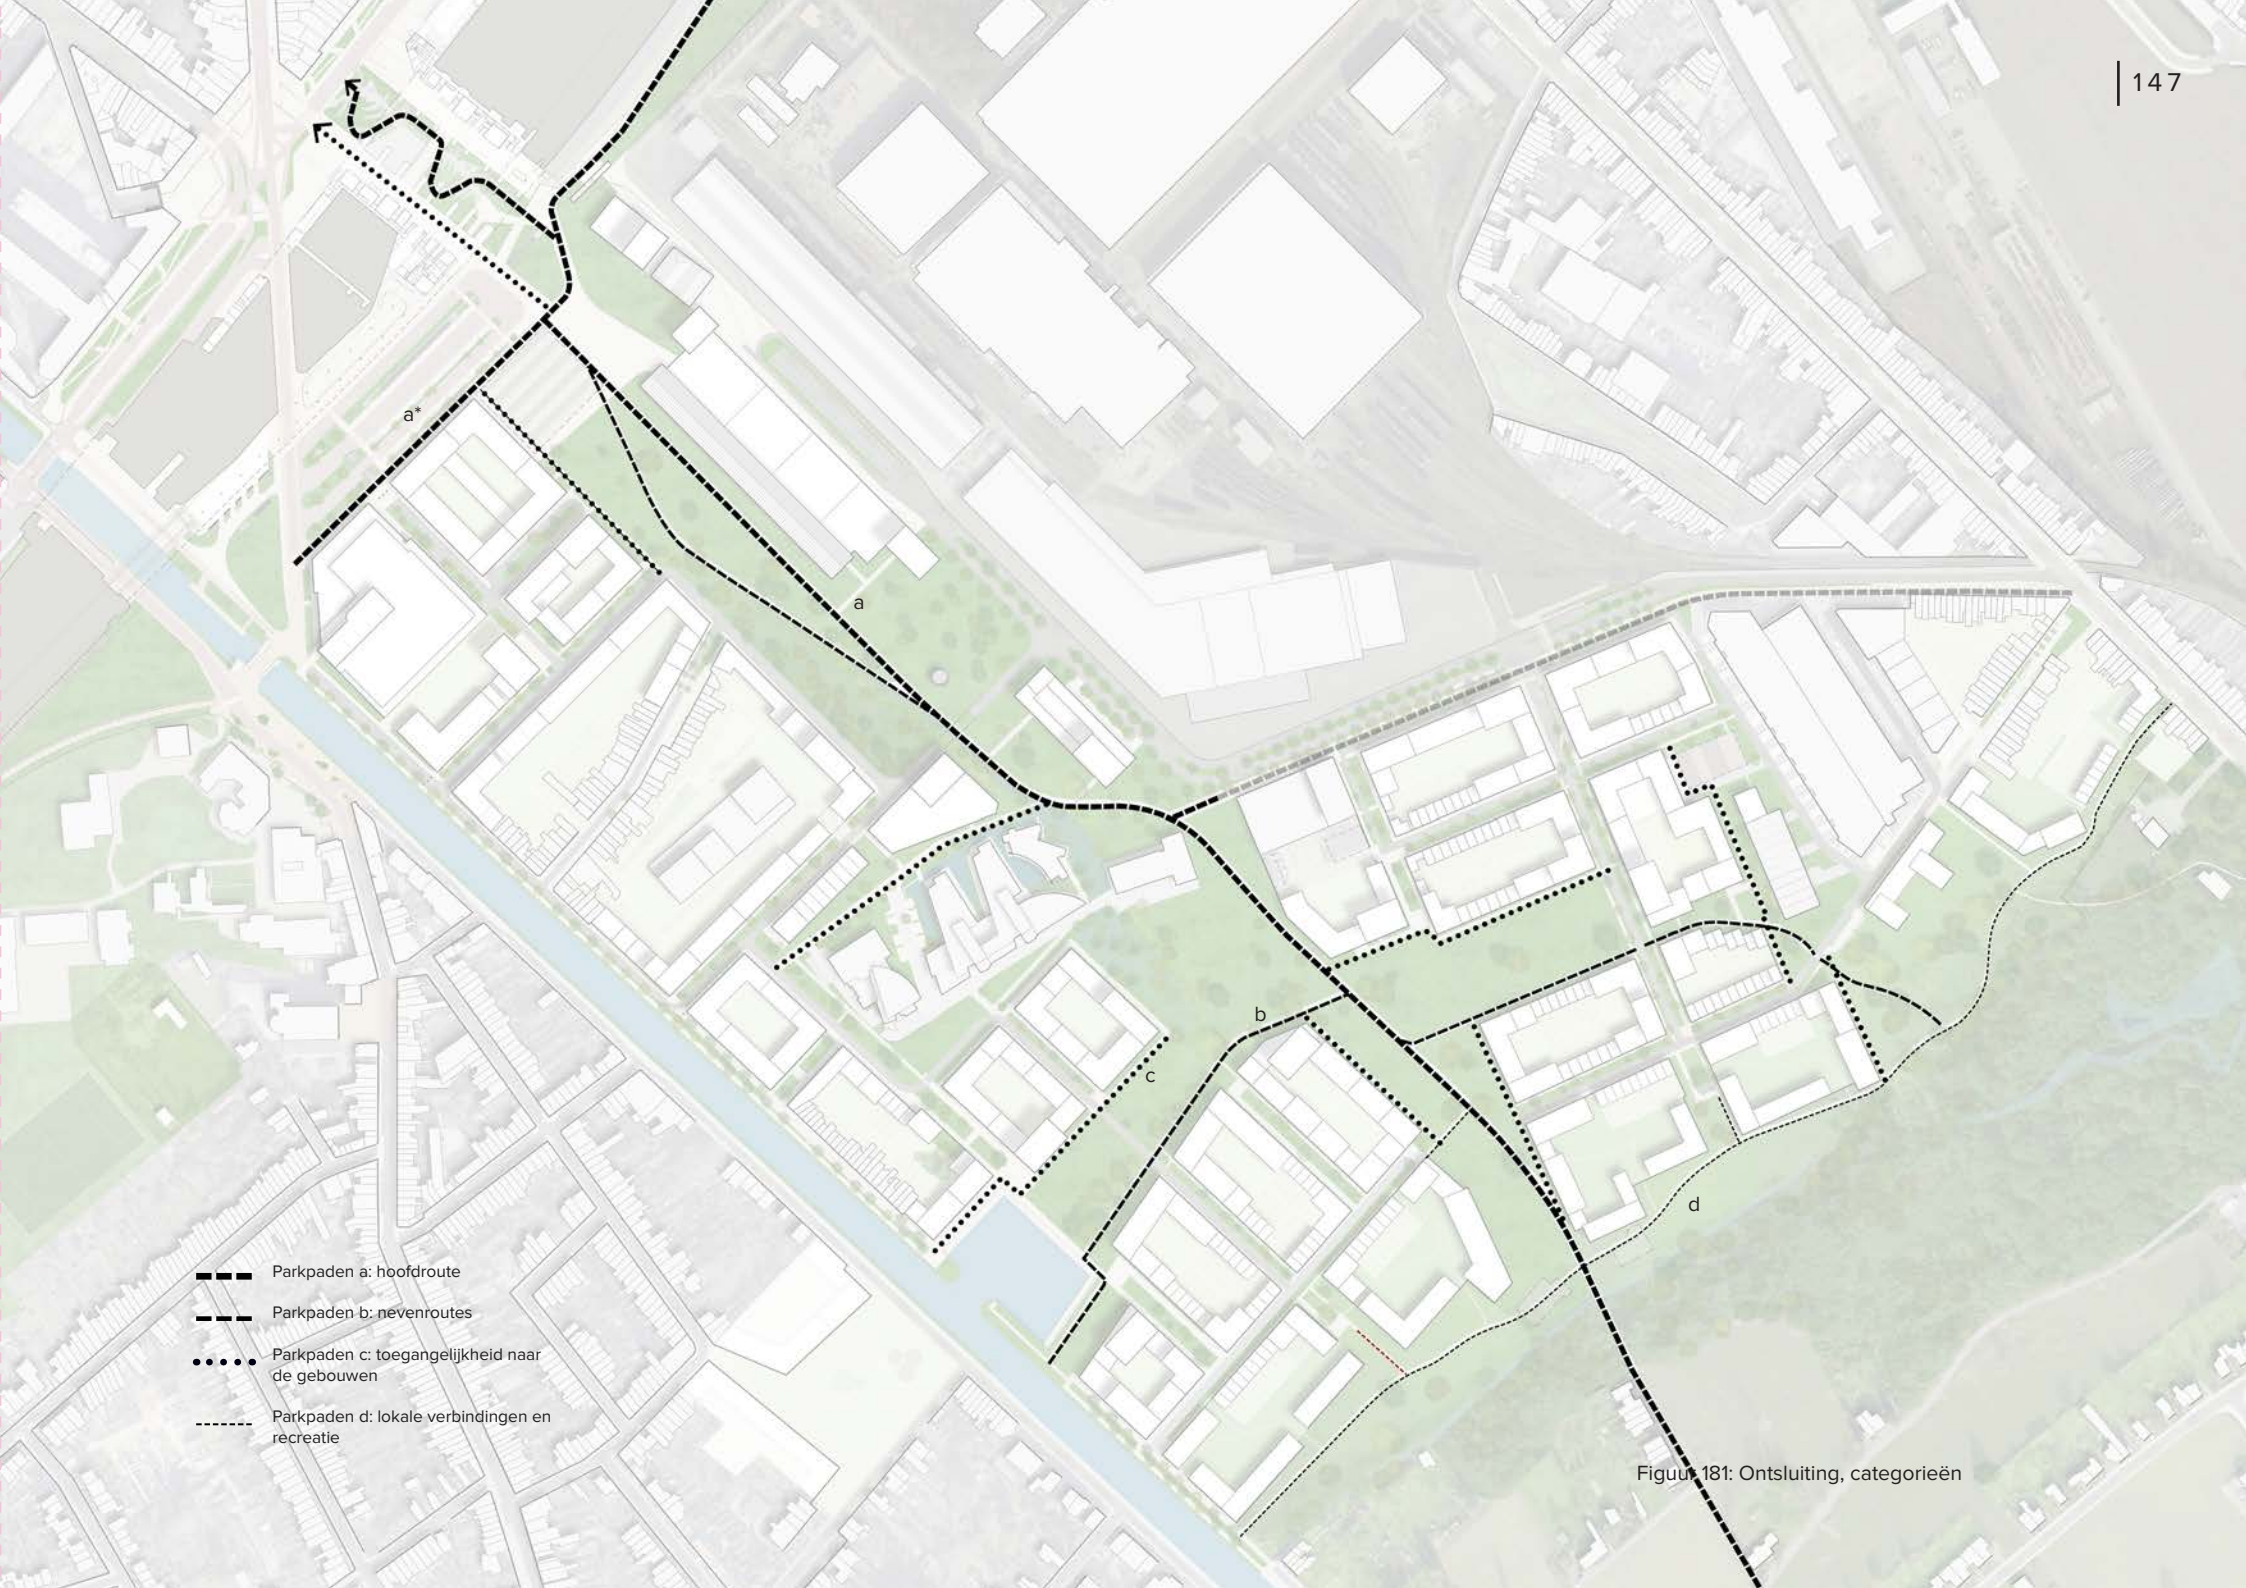 147
a*
a
b
c
d
Parkpaden a: hoofdroute
Parkpaden b: nevenroutes
Parkpaden c: toegangelijkheid naar
de gebouwen
Parkpaden d: lokale verbindingen en
recreatie
Figuur 181: Ontsluiting, categorieën